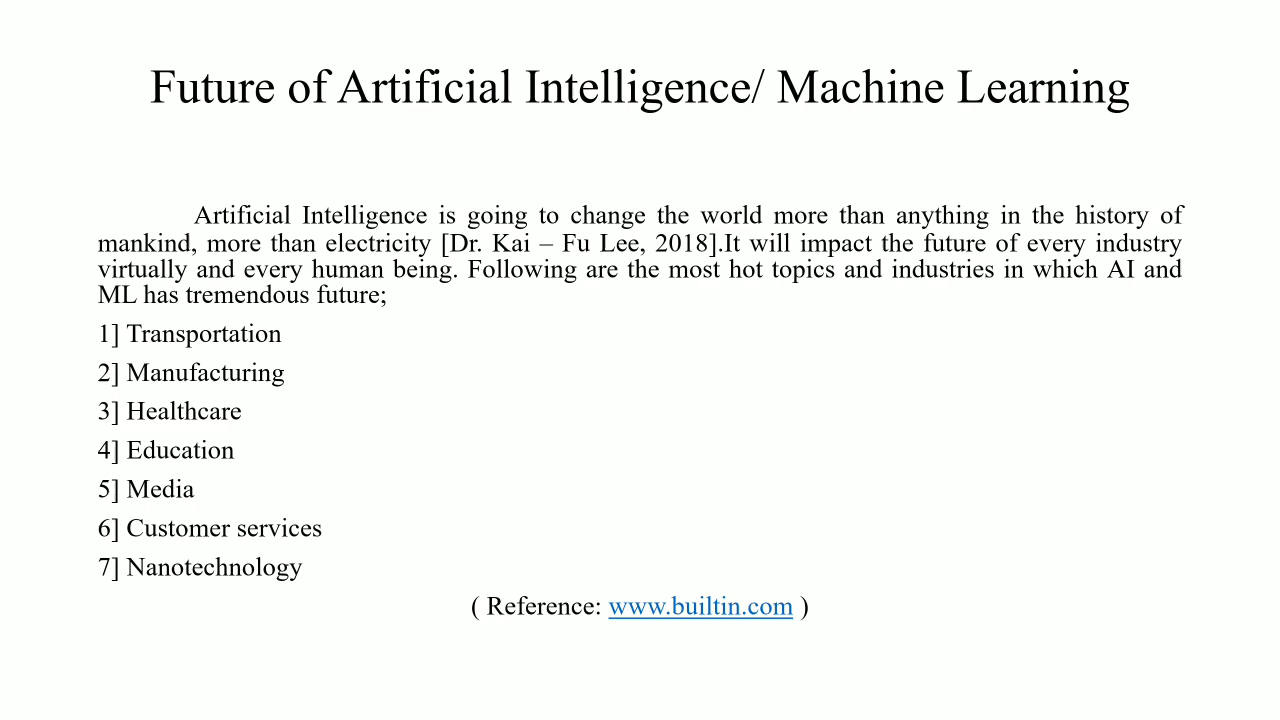 Future of Artificial Intelligence/ Machine Learning
Artificial Intelligence is going to change the world more than anything in the history of
mankind, more than electricity [Dr. Kai – Fu Lee, 2018].It will impact the future of every industry
virtually and every human being. Following are the most hot topics and industries in which AI and
ML has tremendous future;
1] Transportation
2] Manufacturing
3] Healthcare
4] Education
5] Media
6] Customer services
7] Nanotechnology
( Reference: www.builtin.com )